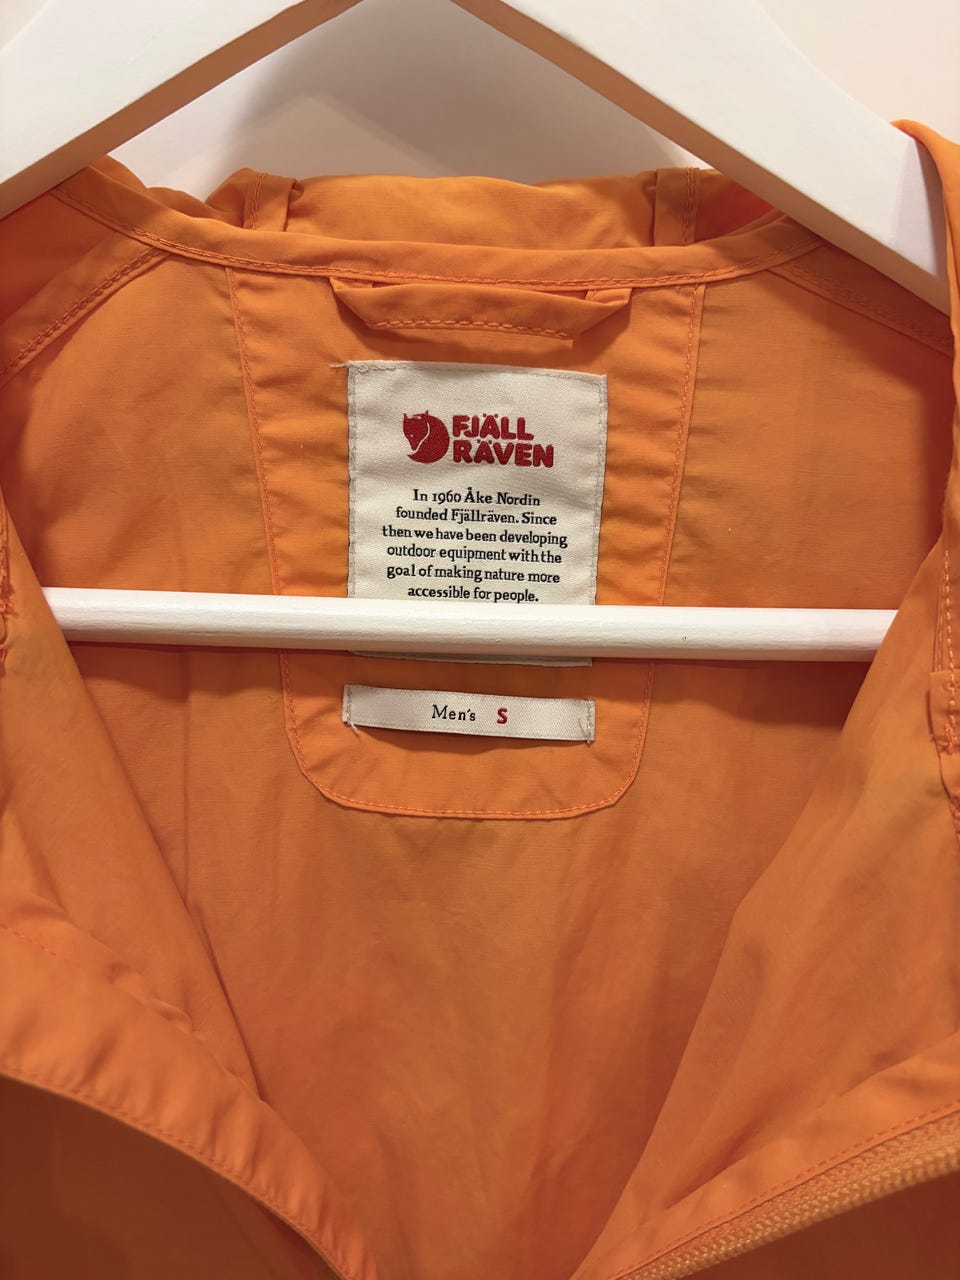 FJÄLL
RÄVEN
In 1960 Åke Nordin
founded Fjällräven. Since
then we have been developing
outdoor equipment with the
goal of making nature more
accessible for people.
Men's S